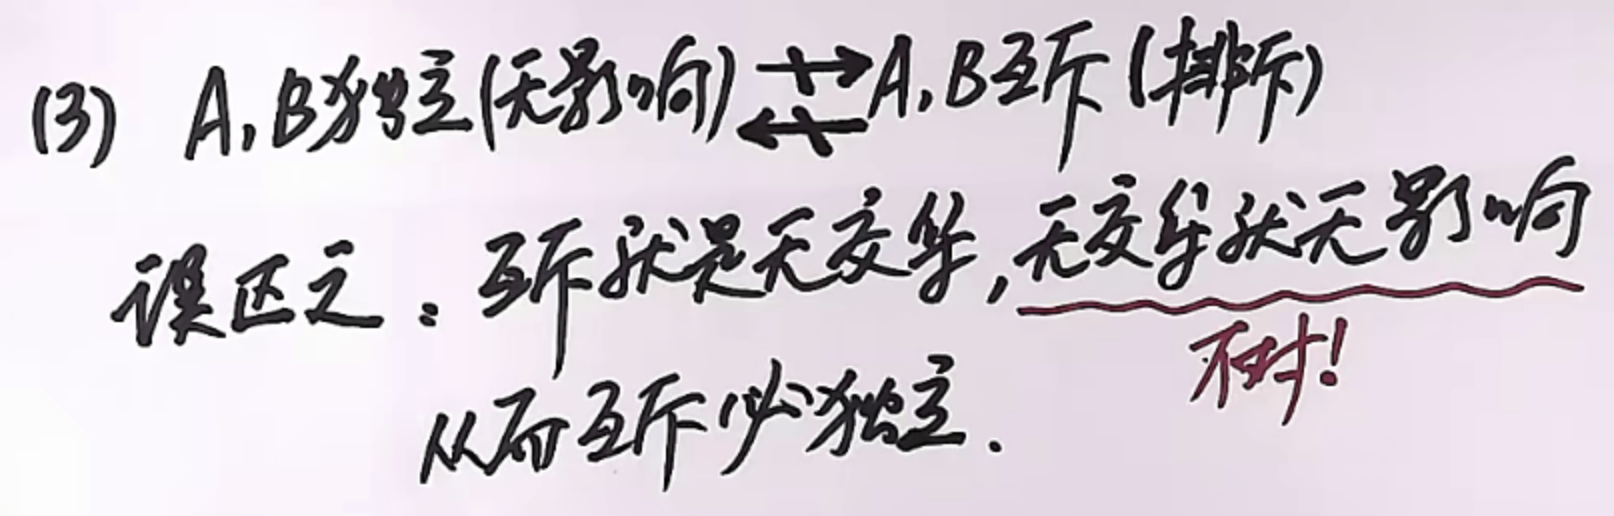 (3) A,B独立(无影响)⇄A,B互斥(排斥)
误区之:互斥就是无交集,无交集就无影响
不对!
从而互斥必独立.